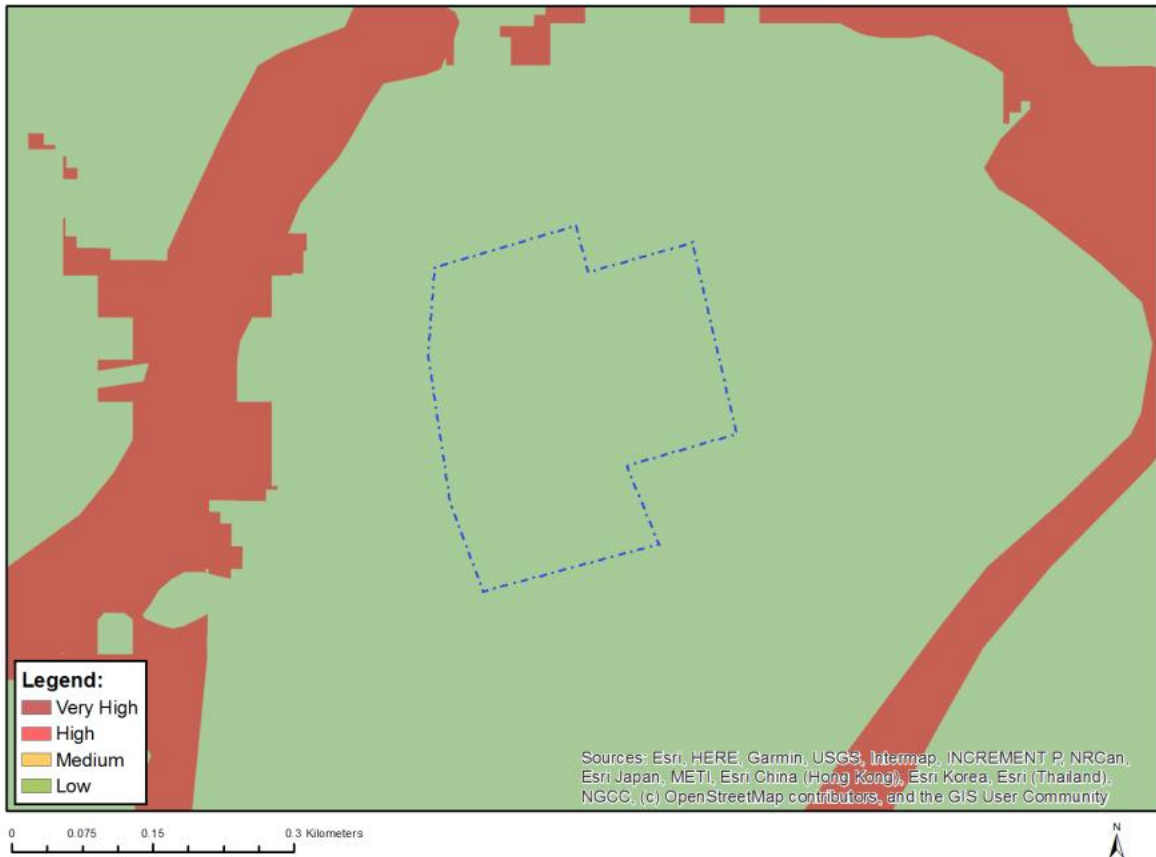 Legend:
Very High
High
Medium
Low
Sources: Esri, HERE, Garmin, USGS, Intermap, INCREMENT P, NRCan,
Esri Japan, METI, Esri China (Hong Kong), Esri Korea, Esri (Thailand),
NGCC, (c) OpenStreetMap contributors, and the GIS User Community
0 0.075 0.15 0.3 Kilometers
N